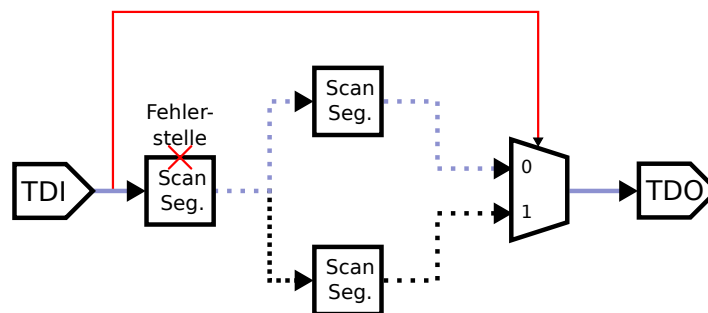 Scan
Seg.
Fehler-
stelle
TDI
Scan
Seg.
0
1
TDO
Scan
Seg.